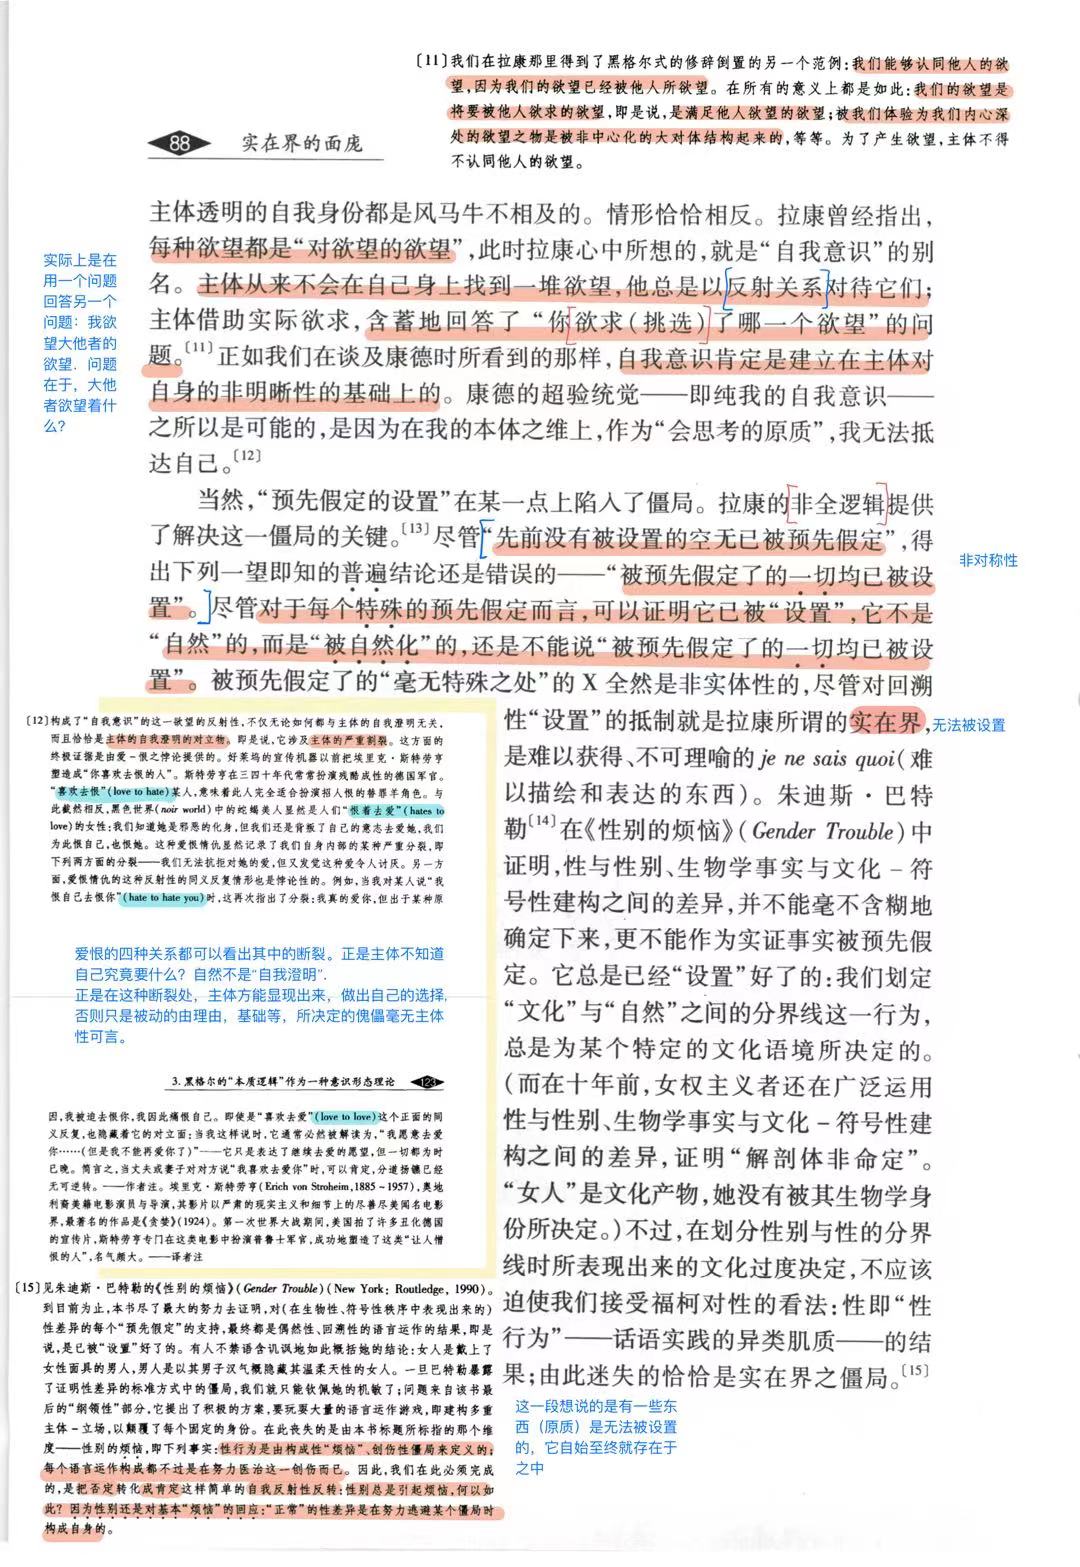 〔11〕我们在拉康那里得到了黑格尔式的修辞倒置的另一个范例:我们能够认同他人的欲
望,因为我们的欲望已经被他人所欲望。在所有的意义上都是如此:我们的欲望是
将要被他人欲求的欲望,即是说,是满足他人欲望的欲望;被我们体验为我们内心深
处的欲望之物是被非中心化的大对体结构起来的,等等。为了产生欲望,主体不得
不认同他人的欲望。
88 实在界的面庞
主体透明的自我身份都是风马牛不相及的。情形恰恰相反。拉康曾经指出,
每种欲望都是“对欲望的欲望”,此时拉康心中所想的,就是“自我意识”的别
名。主体从来不会在自己身上找到一堆欲望,他总是以反射关系对待它们;
主体借助实际欲求,含蓄地回答了“你欲求(挑选)了哪一个欲望”的问
题。〔11〕正如我们在谈及康德时所看到的那样,自我意识肯定是建立在主体对
自身的非明晰性的基础上的。康德的超验统觉——即纯我的自我意识——
之所以是可能的,是因为在我的本体之维上,作为“会思考的原质”,我无法抵
达自己。〔12〕
实际上是在
用一个问题
回答另一个
问题：我欲
望大他者的
欲望. 问题
在于，大他
者欲望着什
么？
当然,“预先假定的设置”在某一点上陷入了僵局。拉康的非全逻辑提供
了解决这一僵局的关键。〔13〕尽管“先前没有被设置的空无已被预先假定”,得
出下列一望即知的普遍结论还是错误的——“被预先假定了的一切均已被设
置”。尽管对于每个特殊的预先假定而言,可以证明它已被“设置”,它不是
“自然”的,而是“被自然化”的,还是不能说“被预先假定了的一切均已被设
置”。被预先假定了的“毫无特殊之处”的 X 全然是非实体性的,尽管对回溯
性“设置”的抵制就是拉康所谓的实在界,
是难以获得、不可理喻的 je ne sais quoi(难
以描绘和表达的东西)。朱迪斯·巴特
勒〔14〕在《性别的烦恼》(Gender Trouble)中
证明,性与性别、生物学事实与文化-符
号性建构之间的差异,并不能毫不含糊地
确定下来,更不能作为实证事实被预先假
定。它总是已经“设置”好了的:我们划定
“文化”与“自然”之间的分界线这一行为,
总是为某个特定的文化语境所决定的。
(而在十年前,女权主义者还在广泛运用
性与性别、生物学事实与文化-符号性建
构之间的差异,证明“解剖体非命定”。
“女人”是文化产物,她没有被其生物学身
份所决定。)不过,在划分性别与性的分界
线时所表现出来的文化过度决定,不应该
迫使我们接受福柯对性的看法:性即“性
行为”——话语实践的异类肌质——的结
果;由此迷失的恰恰是实在界之僵局。〔15〕
非对称性
无法被设置
这一段想说的是有一些东
西（原质）是无法被设置
的，它自始至终就存在于
之中
〔12〕构成了“自我意识”的这一欲望的反射性,不仅无论如何都与主体的自我澄明无关,
而且恰恰是主体的自我澄明的对立物。即是说,它涉及主体的严重割裂。这方面的
终极证据是由爱-恨之悖论提供的。好莱坞的宣传机器以前把埃里克·斯特劳亨
塑造成“你喜欢去恨的人”。斯特劳亨在三四十年代常常扮演残酷成性的德国军官。
“喜欢去恨”(love to hate)某人,意味着此人完全适合扮演招人恨的替罪羊角色。与
此截然相反,黑色世界(noir world)中的蛇蝎美人显然是人们“恨着去爱”(hates to
love)的女性:我们知道她是邪恶的化身,但我们还是背叛了自己的意志去爱她,我们
为此恨自己,也恨她。这种爱恨情仇显然记录了我们自身内部的某种严重分裂,即
下列两方面的分裂——我们无法抗拒对她的爱,但又发觉这种爱令人讨厌。另一方
面,爱恨情仇的这种反射性的同义反复情形也是悖论性的。例如,当我对某人说“我
恨自己去恨你”(hate to hate you)时,这再次指出了分裂:我真的爱你,但出于某种原
爱恨的四种关系都可以看出其中的断裂。正是主体不知道
自己究竟要什么？自然不是“自我澄明”.
正是在这种断裂处，主体方能显现出来，做出自己的选择,
否则只是被动的由理由，基础等，所决定的傀儡毫无主体
性可言。
3. 黑格尔的“本质逻辑”作为一种意识形态理论 123
因,我被迫去恨你,我因此痛恨自己。即使是“喜欢去爱”(love to love)这个正面的同
义反复,也隐藏着它的对立面:当我这样说时,它通常必然被解读为,“我愿意去爱
你……(但是我不能再爱你了)”——它只是表达了继续去爱的愿望,但一切都为时
已晚。简言之,当丈夫或妻子对对方说“我喜欢去爱你”时,可以肯定,分道扬镳已经
无可逆转。——作者注。埃里克·斯特劳亨(Erich von Stroheim,1885-1957),奥地
利裔美籍电影演员与导演,其影片以严肃的现实主义和细节上的尽善尽美闻名电影
界,最著名的作品是《贪婪》(1924)。第一次世界大战期间,美国拍了许多丑化德国
的宣传片,斯特劳亨专门在这类电影中扮演普鲁士军官,成功地塑造了这类“让人憎
恨的人”,名气颇大。——译者注
〔15〕见朱迪斯·巴特勒的《性别的烦恼》(Gender Trouble)(New York: Routledge, 1990)。
到目前为止,本书尽了最大的努力去证明,对(在生物性、符号性秩序中表现出来的)
性差异的每个“预先假定”的支持,最终都是偶然性、回溯性的语言运作的结果,即是
说,是已被“设置”好了的。有人不禁语含讥讽地如此概括她的结论:女人是戴上了
女性面具的男人,男人是以其男子汉气概隐藏其温柔天性的女人。一旦巴特勒暴露
了证明性差异的标准方式中的僵局,我们就只能钦佩她的机敏了;问题来自该书最
后的“纲领性”部分,它提出了积极的方案,要玩耍大量的语言运作游戏,即建构多重
主体-立场,以颠覆了每个固定的身份。在此丧失的是由本书标题所标指的那个维
度——性别的烦恼,即下列事实:性行为是由构成性“烦恼”、创伤性僵局来定义的;
每个语言运作构成都不过是在努力医治这一创伤而已。因此,我们在此必须完成
的,是把否定转化成肯定这样简单的自我反射性反转:性别总是引起烦恼,何以如
此?因为性别还是对基本“烦恼”的回应:“正常”的性差异是在努力逃避某个僵局时
构成自身的。